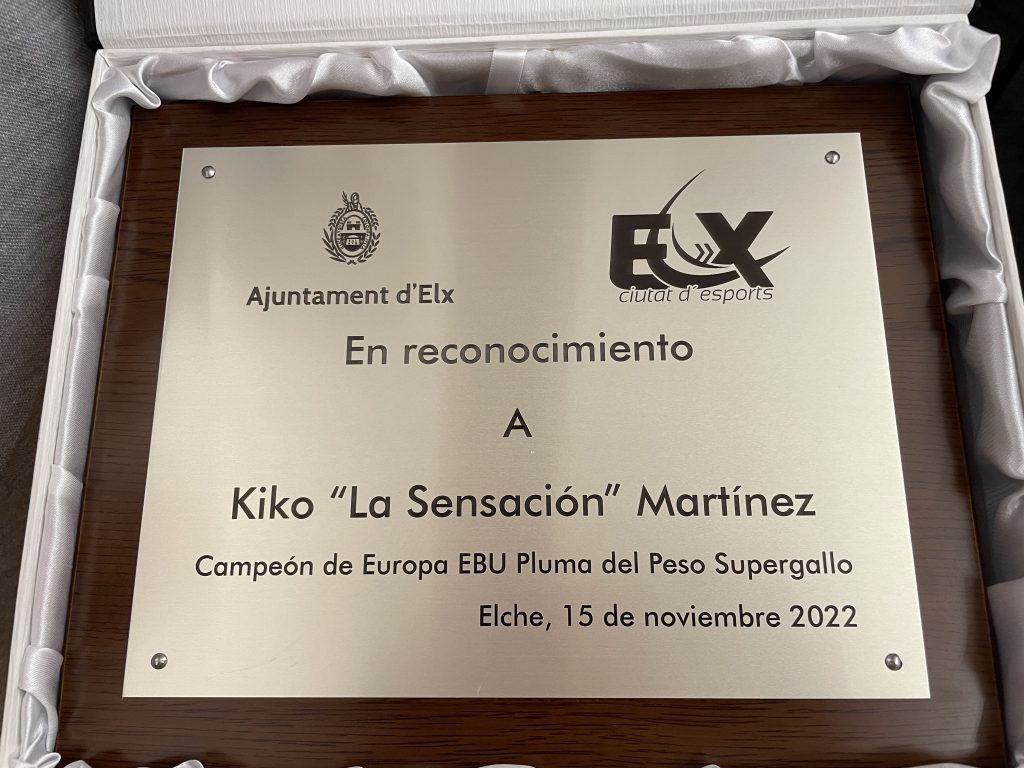 Ajuntament d'Elx
ELX
ciutat d'esports
En reconocimiento
A
Kiko “La Sensación” Martínez
Campeón de Europa EBU Pluma del Peso Supergallo
Elche, 15 de noviembre 2022